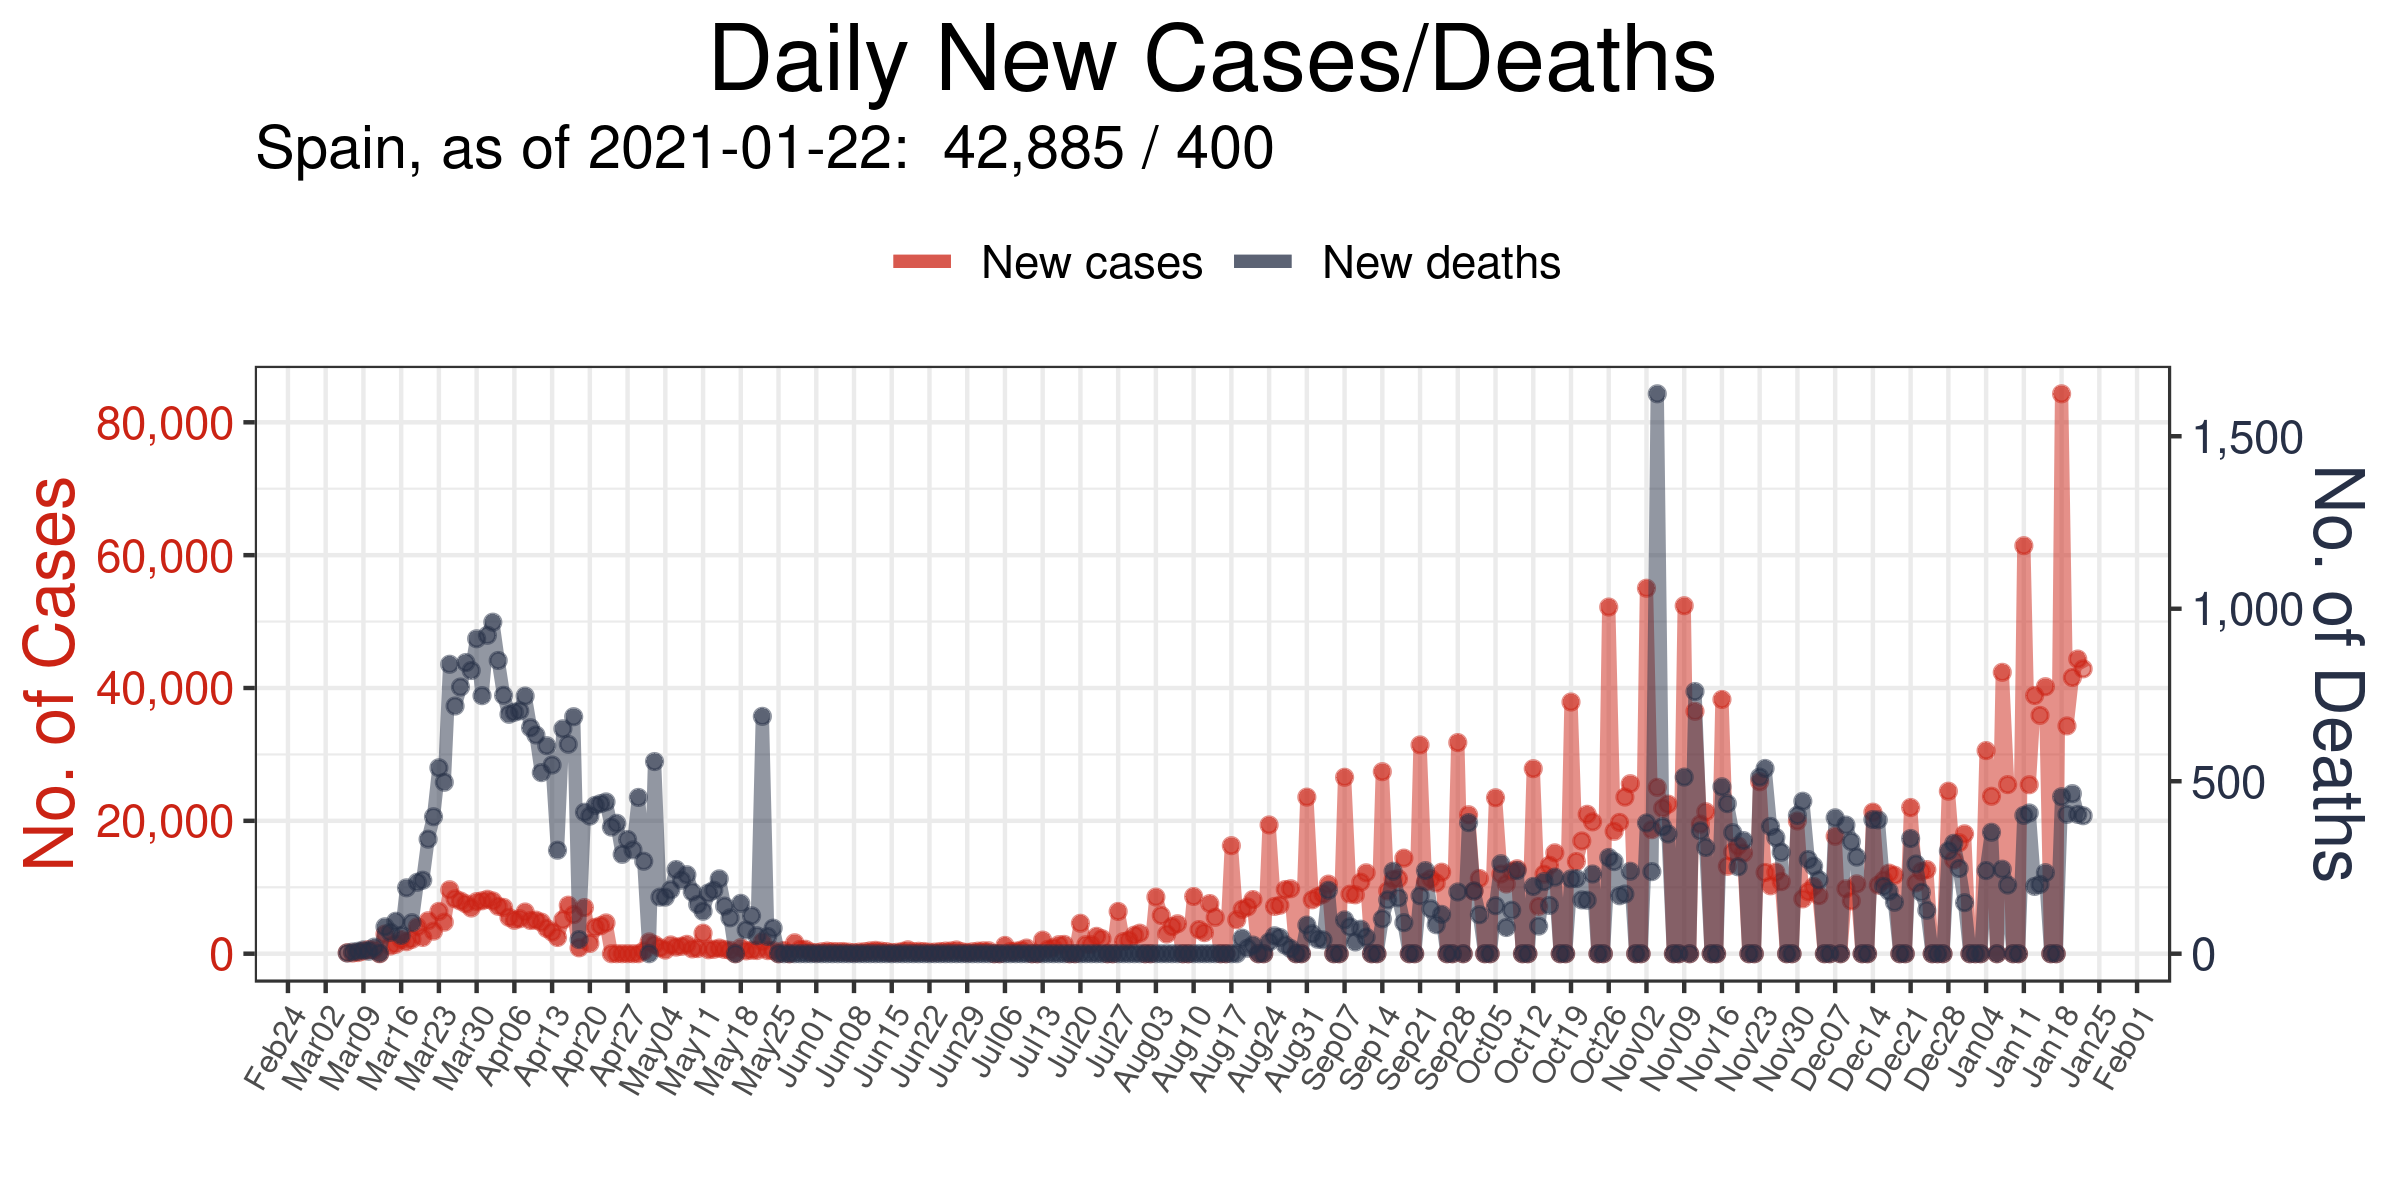 Daily New Cases/Deaths
Spain, as of 2021-01-22:  42,885 / 400
New cases New deaths
No. of Cases
80,000
60,000
40,000
20,000
0
1,500
1,000
500
0
No. of Deaths
Feb24 Mar02 Mar09 Mar16 Mar23 Mar30 Apr06 Apr13 Apr20 Apr27 May04 May11 May18 May25 Jun01 Jun08 Jun15 Jun22 Jun29 Jul06 Jul13 Jul20 Jul27 Aug03 Aug10 Aug17 Aug24 Aug31 Sep07 Sep14 Sep21 Sep28 Oct05 Oct12 Oct19 Oct26 Nov02 Nov09 Nov16 Nov23 Nov30 Dec07 Dec14 Dec21 Dec28 Jan04 Jan11 Jan18 Jan25 Feb01